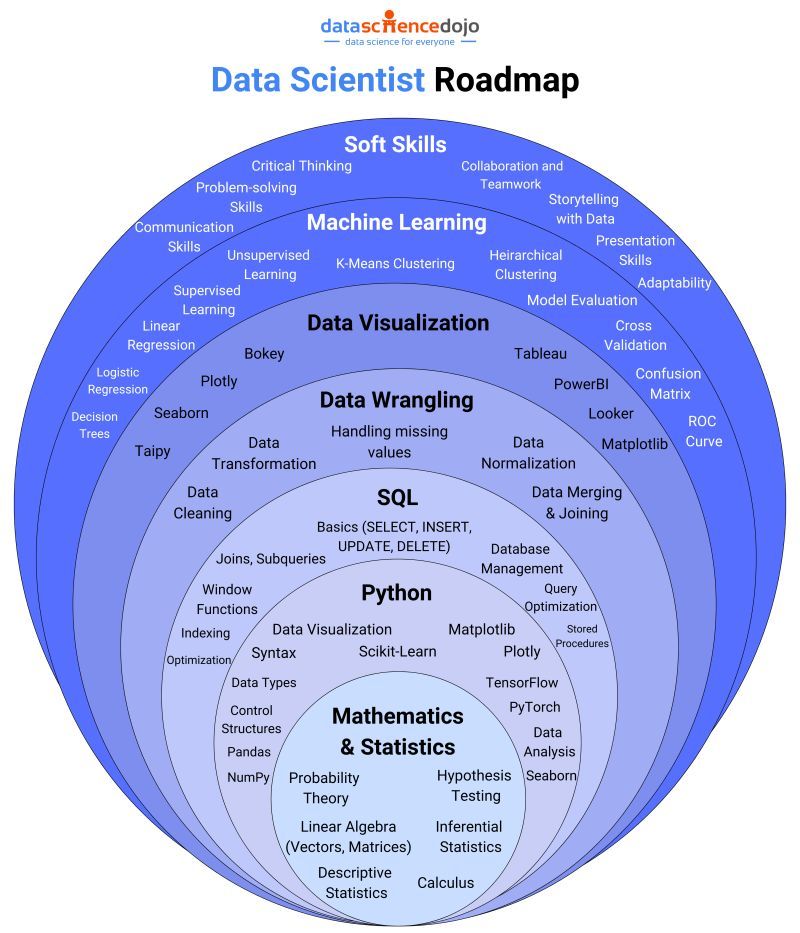 datasciencedojo
data science for everyone
Data Scientist Roadmap
Soft Skills
Critical Thinking
Collaboration and
Teamwork
Problem-solving
Skills
Storytelling
with Data
Communication
Skills
Presentation
Skills
Adaptability
Machine Learning
Unsupervised
Learning
K-Means Clustering
Heirarchical
Clustering
Supervised
Learning
Model Evaluation
Linear
Regression
Cross
Validation
Logistic
Regression
Confusion
Matrix
Decision
Trees
ROC
Curve
Data Visualization
Bokey
Tableau
Plotly
PowerBI
Seaborn
Looker
Taipy
Matplotlib
Data Wrangling
Handling missing
values
Data
Transformation
Data
Normalization
Data
Cleaning
Data Merging
& Joining
SQL
Basics (SELECT, INSERT,
UPDATE, DELETE)
Joins, Subqueries
Database
Management
Window
Functions
Query
Optimization
Indexing
Stored
Procedures
Optimization
Python
Data Visualization
Matplotlib
Syntax
Scikit-Learn
Plotly
Data Types
TensorFlow
Control
Structures
PyTorch
Pandas
Data
Analysis
NumPy
Seaborn
Mathematics
& Statistics
Probability
Theory
Hypothesis
Testing
Linear Algebra
(Vectors, Matrices)
Inferential
Statistics
Descriptive
Statistics
Calculus